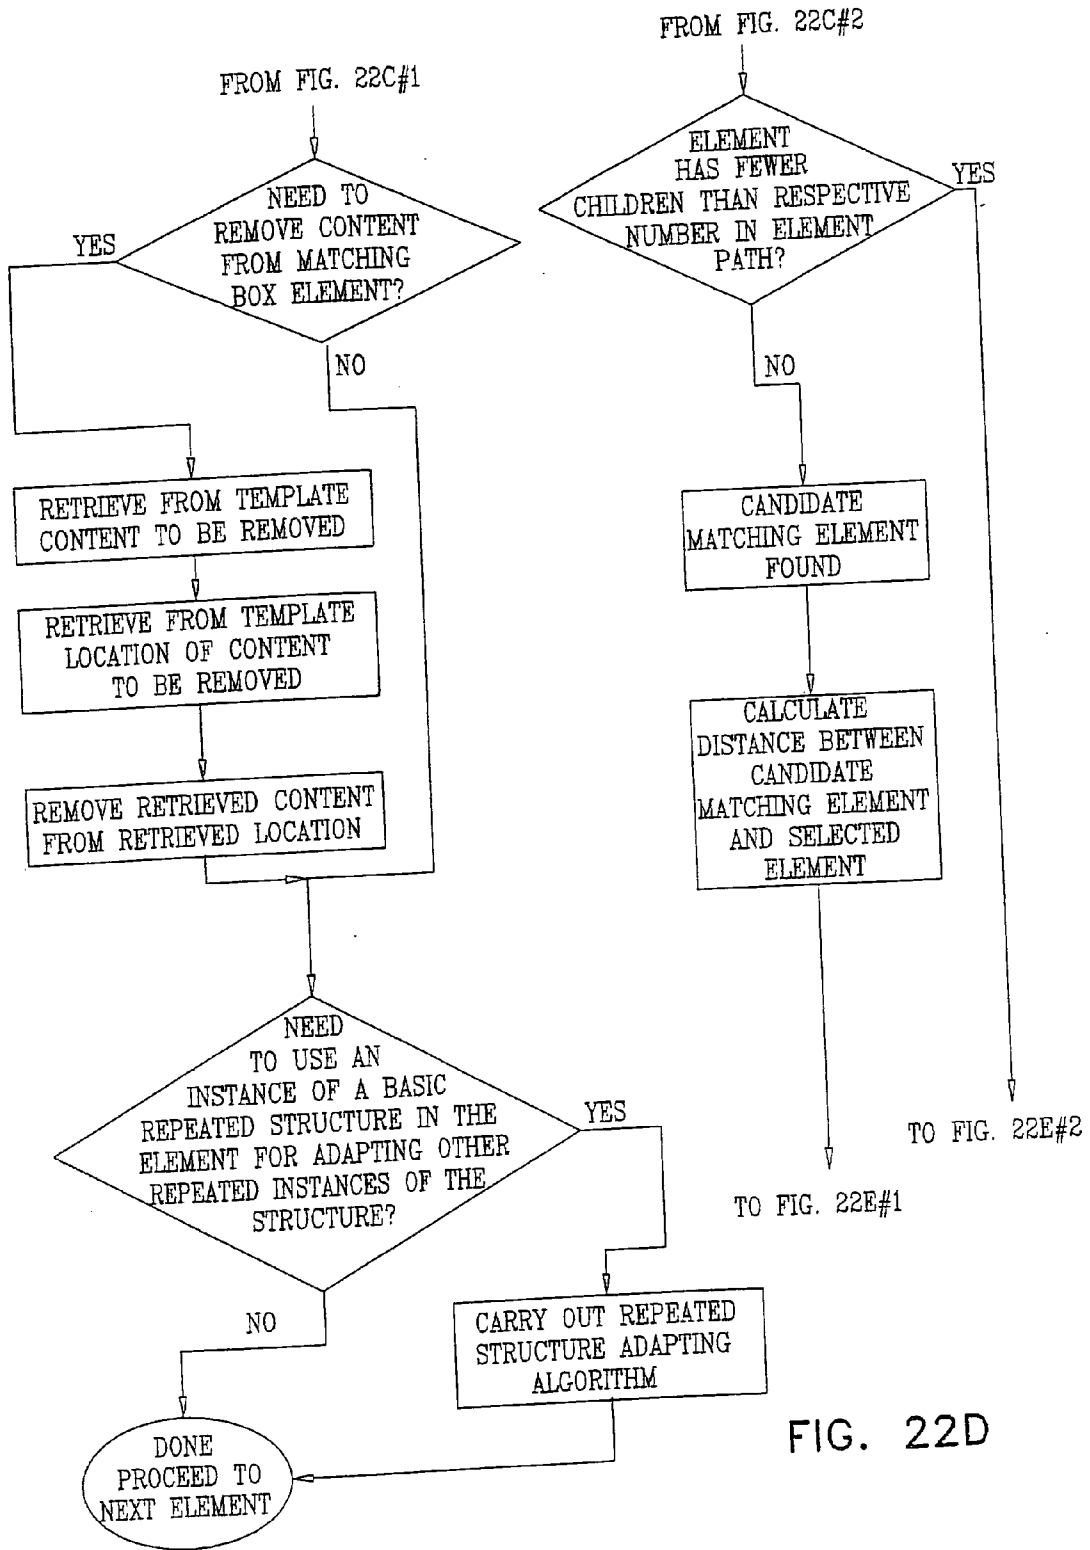 FROM FIG. 22C#1
NEED TO
REMOVE CONTENT
FROM MATCHING
BOX ELEMENT?
YES
NO
RETRIEVE FROM TEMPLATE
CONTENT TO BE REMOVED
RETRIEVE FROM TEMPLATE
LOCATION OF CONTENT
TO BE REMOVED
REMOVE RETRIEVED CONTENT
FROM RETRIEVED LOCATION
NEED
TO USE AN
INSTANCE OF A BASIC
REPEATED STRUCTURE IN THE
ELEMENT FOR ADAPTING OTHER
REPEATED INSTANCES OF THE
STRUCTURE?
YES
NO
CARRY OUT REPEATED
STRUCTURE ADAPTING
ALGORITHM
DONE
PROCEED TO
NEXT ELEMENT
FROM FIG. 22C#2
ELEMENT
HAS FEWER
CHILDREN THAN RESPECTIVE
NUMBER IN ELEMENT
PATH?
YES
NO
CANDIDATE
MATCHING ELEMENT
FOUND
CALCULATE
DISTANCE BETWEEN
CANDIDATE
MATCHING ELEMENT
AND SELECTED
ELEMENT
TO FIG. 22E#2
TO FIG. 22E#1
FIG. 22D